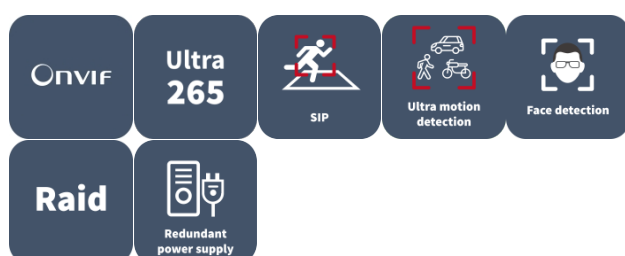 ONVIF
Ultra
265
SIP
Ultra motion
detection
Face detection
Raid
Redundant
power supply